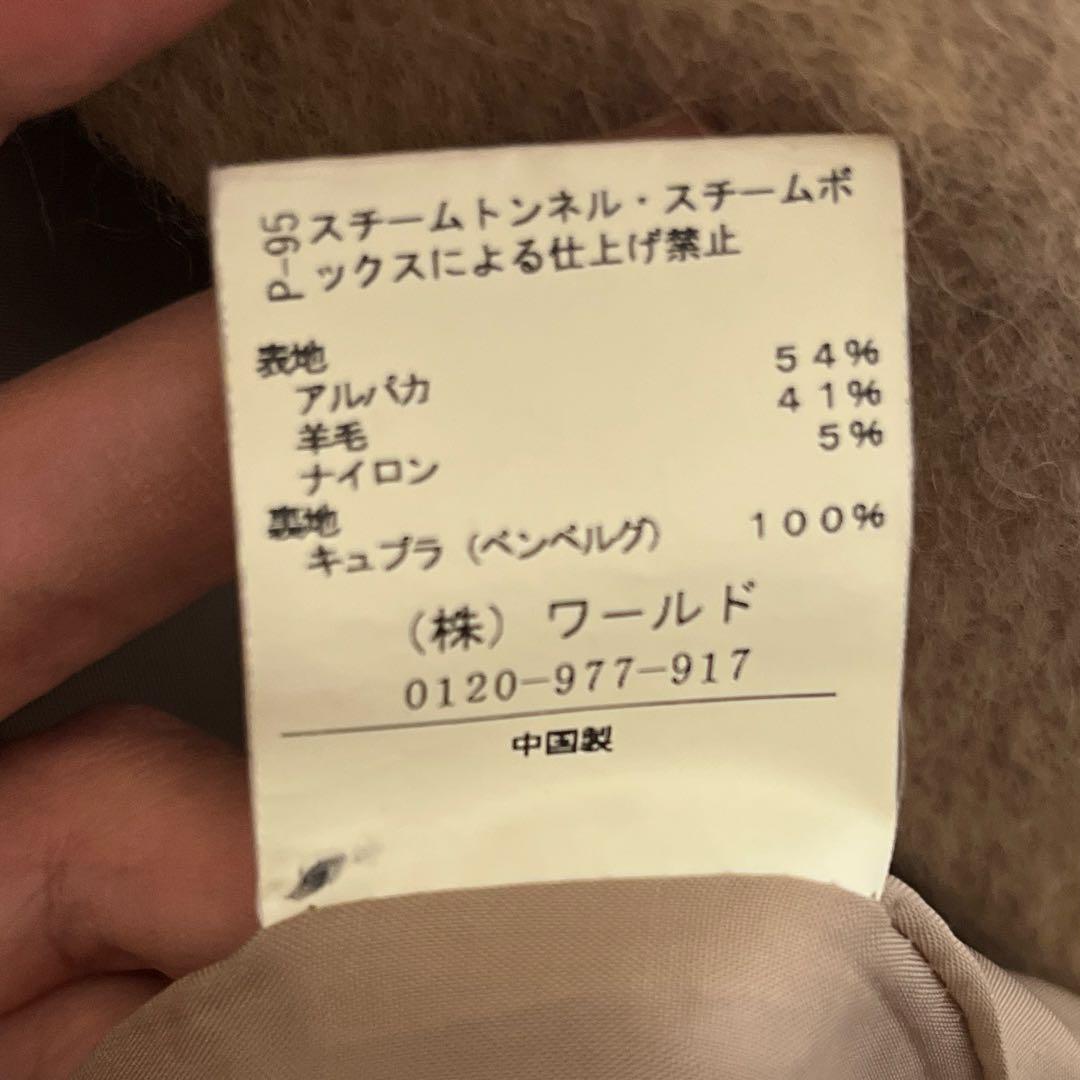 P-95
スチームトンネル・スチームボ
ックスによる仕上げ禁止
表地 54%
アルパカ 41%
羊毛 5%
ナイロン
裏地
キュプラ（ベンベルグ） 100%
（株）ワールド
0120-977-917
中国製